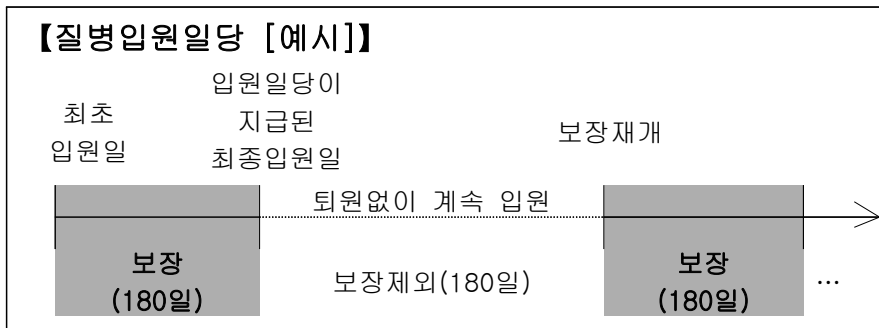 【질병입원일당 [예시]】
최초
입원일
입원일당이
지급된
최종입원일
보장재개
퇴원없이 계속 입원
보장
(180일)
보장제외(180일)
보장
(180일)
…